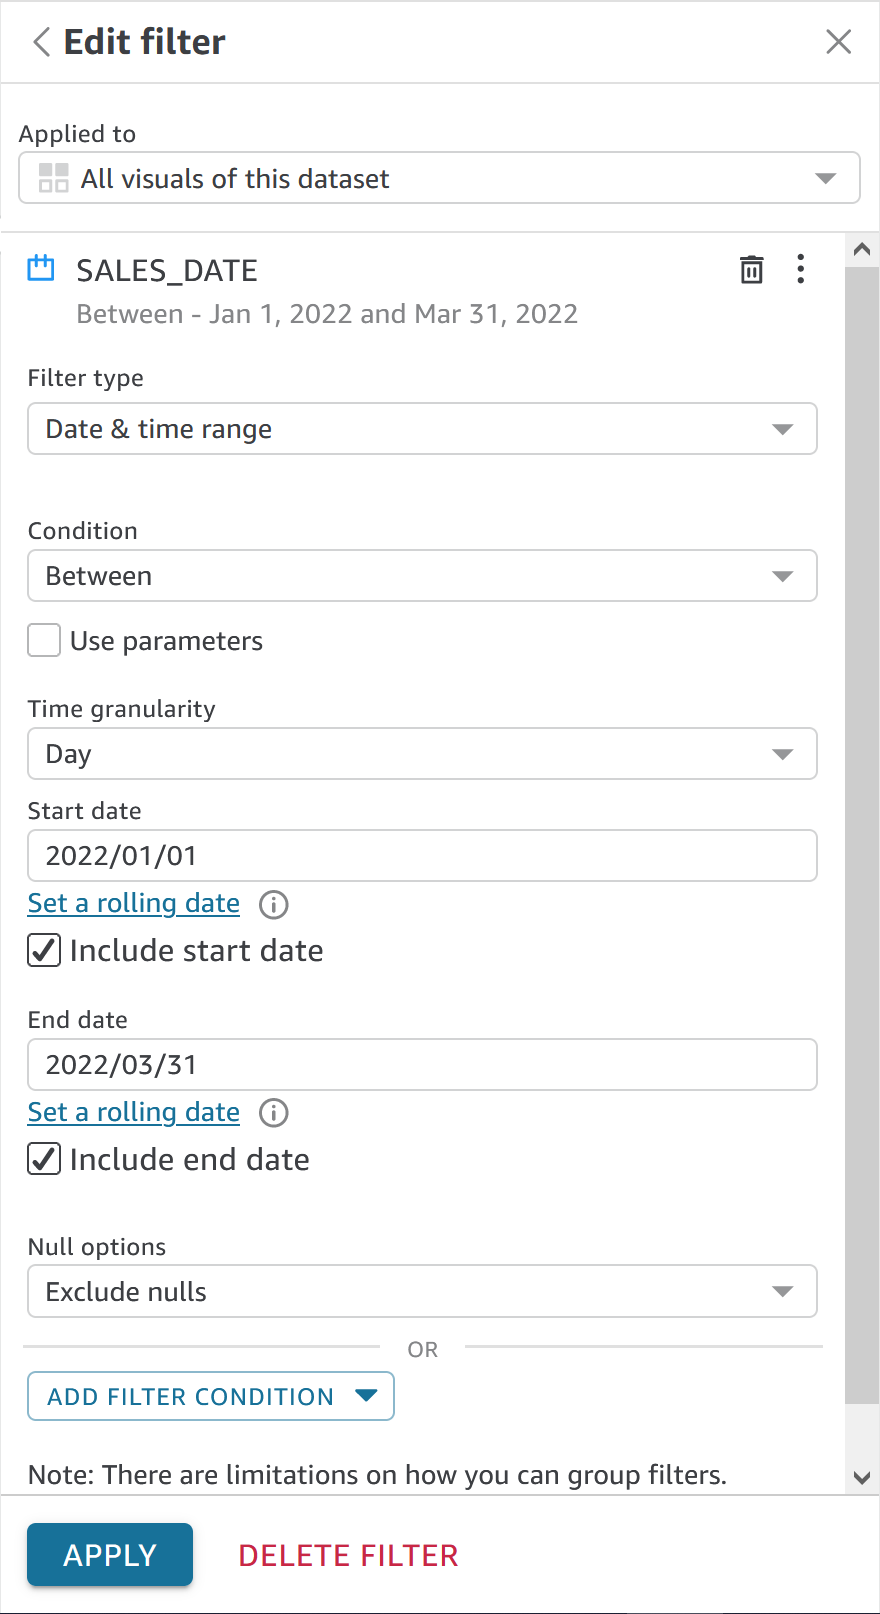 Edit filter
Applied to
All visuals of this dataset
SALES_DATE
Between - Jan 1, 2022 and Mar 31, 2022
Filter type
Date & time range
Condition
Between
Use parameters
Time granularity
Day
Start date
2022/01/01
Set a rolling date
Include start date
End date
2022/03/31
Set a rolling date
Include end date
Null options
Exclude nulls
OR
ADD FILTER CONDITION
Note: There are limitations on how you can group filters.
APPLY DELETE FILTER